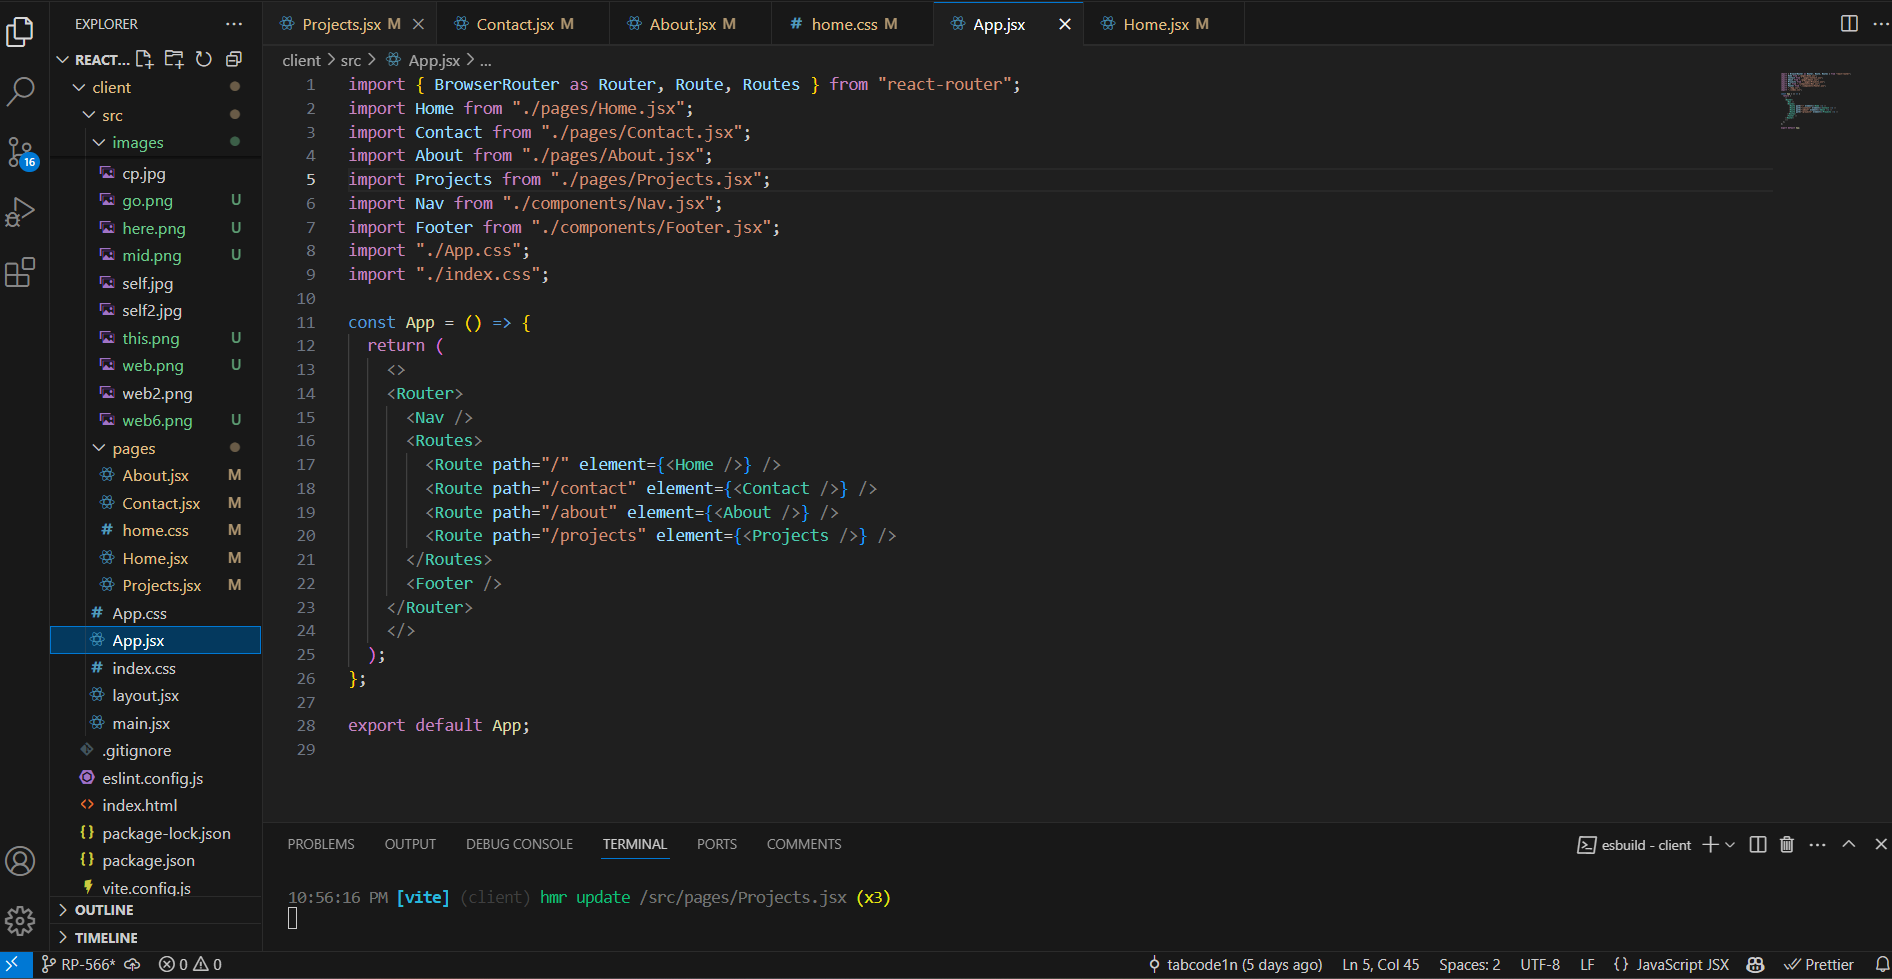 EXPLORER
REACT...
client
src
images
cp.jpg
go.png U
here.png U
mid.png U
self.jpg
self2.jpg
this.png U
web.png U
web2.png
web6.png U
pages
About.jsx M
Contact.jsx M
home.css M
Home.jsx M
Projects.jsx M
App.css
App.jsx
index.css
layout.jsx
main.jsx
.gitignore
eslint.config.js
index.html
package-lock.json
package.json
vite.config.js
OUTLINE
TIMELINE
16
Projects.jsx M Contact.jsx M About.jsx M home.css M App.jsx Home.jsx M
client > src > App.jsx > ...
1 import { BrowserRouter as Router, Route, Routes } from "react-router";
2 import Home from "./pages/Home.jsx";
3 import Contact from "./pages/Contact.jsx";
4 import About from "./pages/About.jsx";
5 import Projects from "./pages/Projects.jsx";
6 import Nav from "./components/Nav.jsx";
7 import Footer from "./components/Footer.jsx";
8 import "./App.css";
9 import "./index.css";
10
11 const App = () => {
12 return (
13 <>
14 <Router>
15 <Nav />
16 <Routes>
17 <Route path="/" element={<Home />} />
18 <Route path="/contact" element={<Contact />} />
19 <Route path="/about" element={<About />} />
20 <Route path="/projects" element={<Projects />} />
21 </Routes>
22 <Footer />
23 </Router>
24 </>
25 );
26 };
27
28 export default App;
29
PROBLEMS OUTPUT DEBUG CONSOLE TERMINAL PORTS COMMENTS
esbuild - client
10:56:16 PM [vite] (client) hmr update /src/pages/Projects.jsx (x3)
RP-566* 0 0 tabcode1n (5 days ago) Ln 5, Col 45 Spaces: 2 UTF-8 LF {} JavaScript JSX Prettier